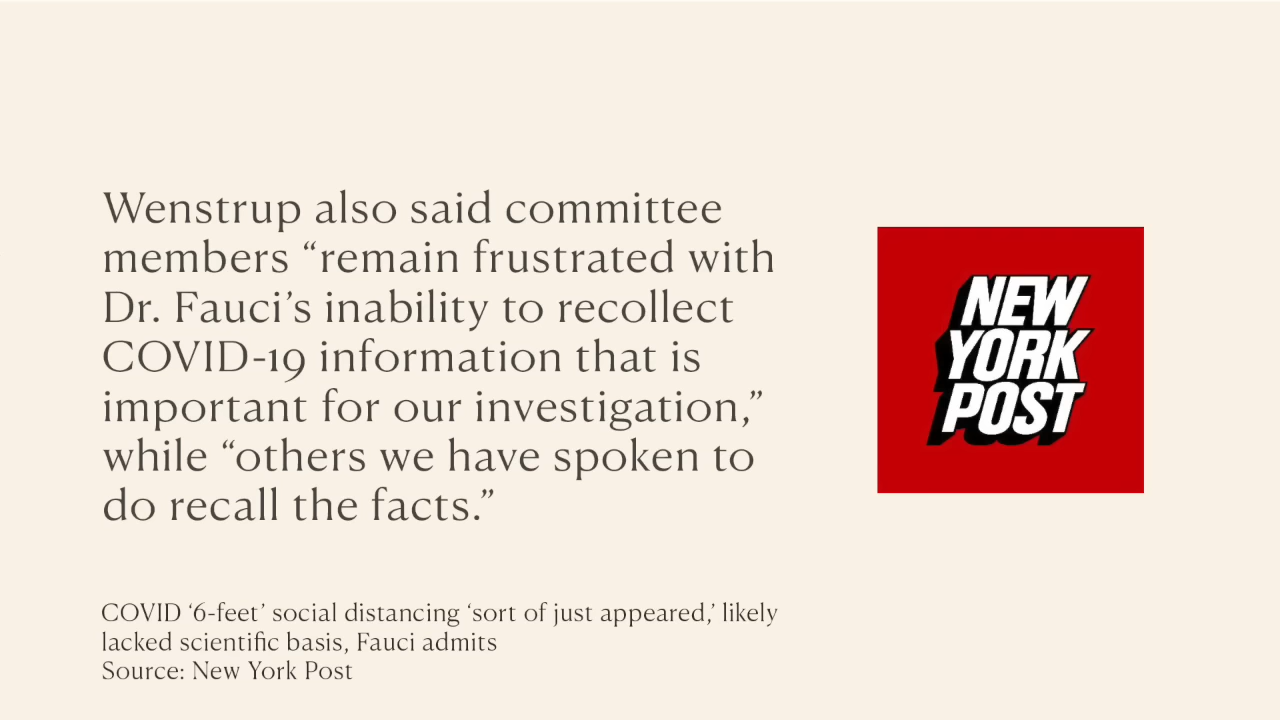 Wenstrup also said committee
members “remain frustrated with
Dr. Fauci’s inability to recollect
COVID-19 information that is
important for our investigation,”
while “others we have spoken to
do recall the facts.”
NEW
YORK
POST
COVID ‘6-feet’ social distancing ‘sort of just appeared,’ likely
lacked scientific basis, Fauci admits
Source: New York Post